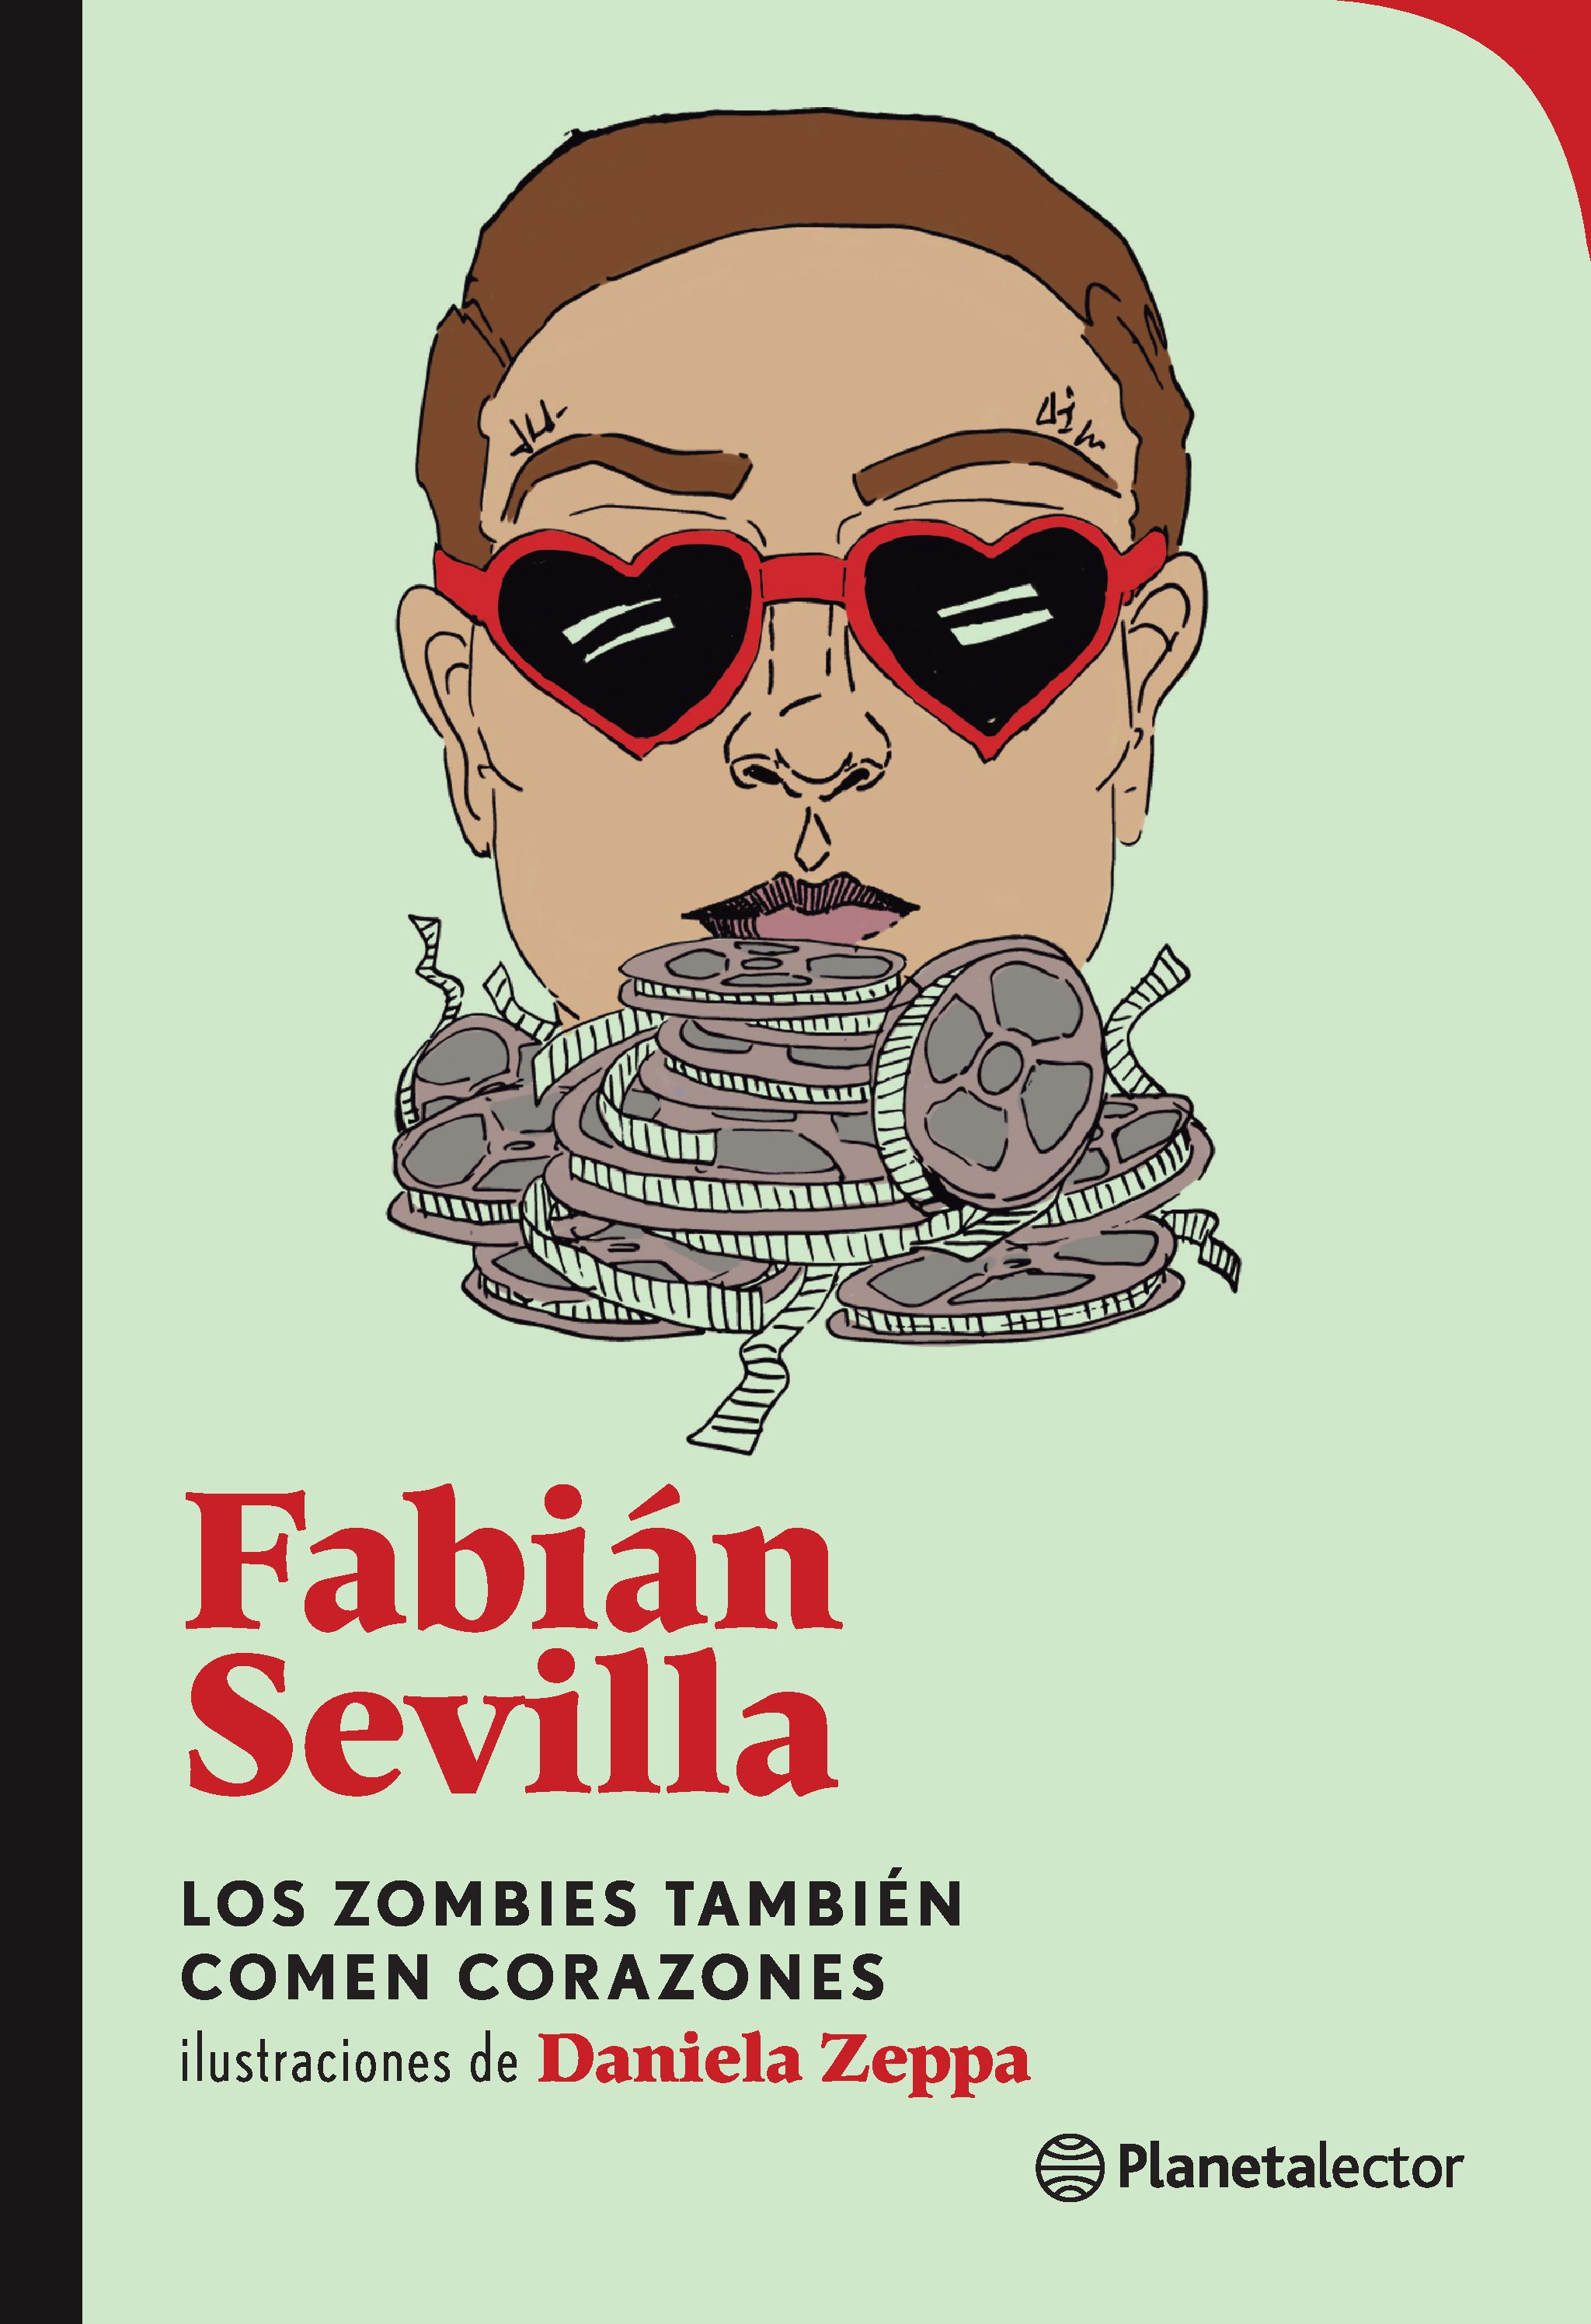 Fabián
Sevilla
LOS ZOMBIES TAMBIÉN
COMEN CORAZONES
ilustraciones de Daniela Zeppa
Planetalector